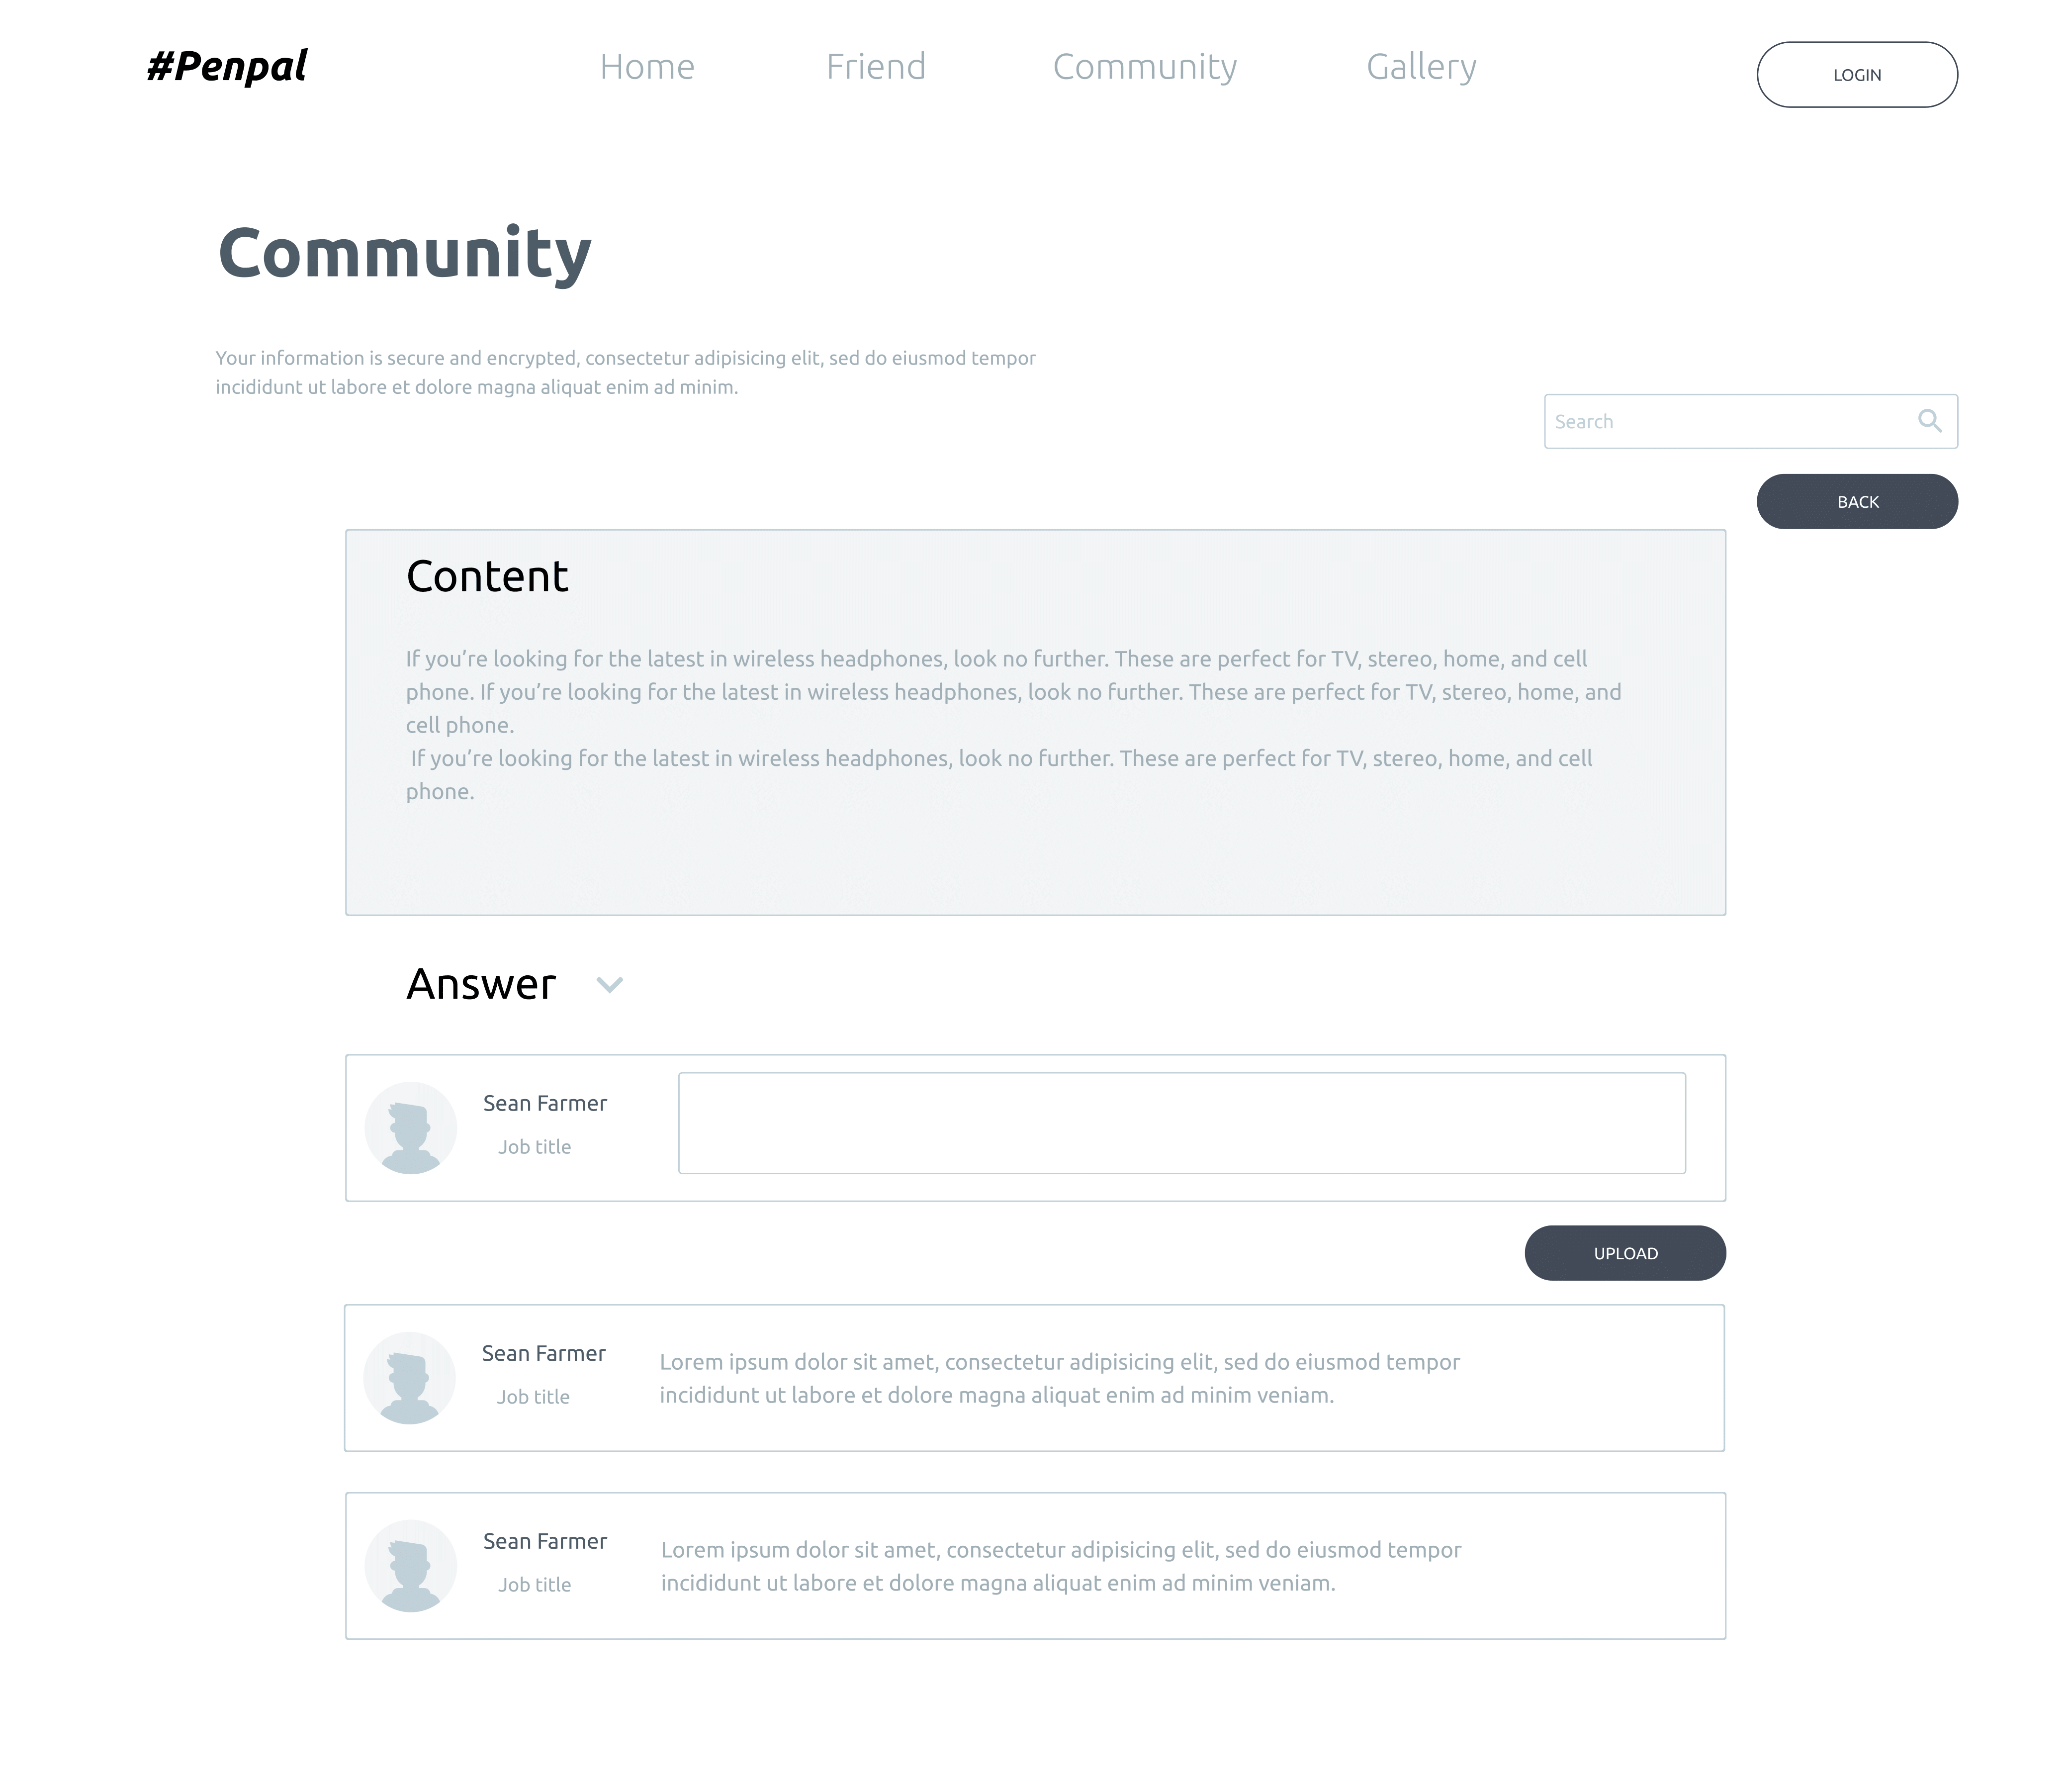 #Penpal
Home
Friend
Community
Gallery
LOGIN
Community
Your information is secure and encrypted, consectetur adipisicing elit, sed do eiusmod tempor
incididunt ut labore et dolore magna aliquat enim ad minim.
Search
BACK
Content
If you’re looking for the latest in wireless headphones, look no further. These are perfect for TV, stereo, home, and cell
phone. If you’re looking for the latest in wireless headphones, look no further. These are perfect for TV, stereo, home, and
cell phone.
If you’re looking for the latest in wireless headphones, look no further. These are perfect for TV, stereo, home, and cell
phone.
Answer
Sean Farmer
Job title
UPLOAD
Sean Farmer
Job title
Lorem ipsum dolor sit amet, consectetur adipisicing elit, sed do eiusmod tempor
incididunt ut labore et dolore magna aliquat enim ad minim veniam.
Sean Farmer
Job title
Lorem ipsum dolor sit amet, consectetur adipisicing elit, sed do eiusmod tempor
incididunt ut labore et dolore magna aliquat enim ad minim veniam.